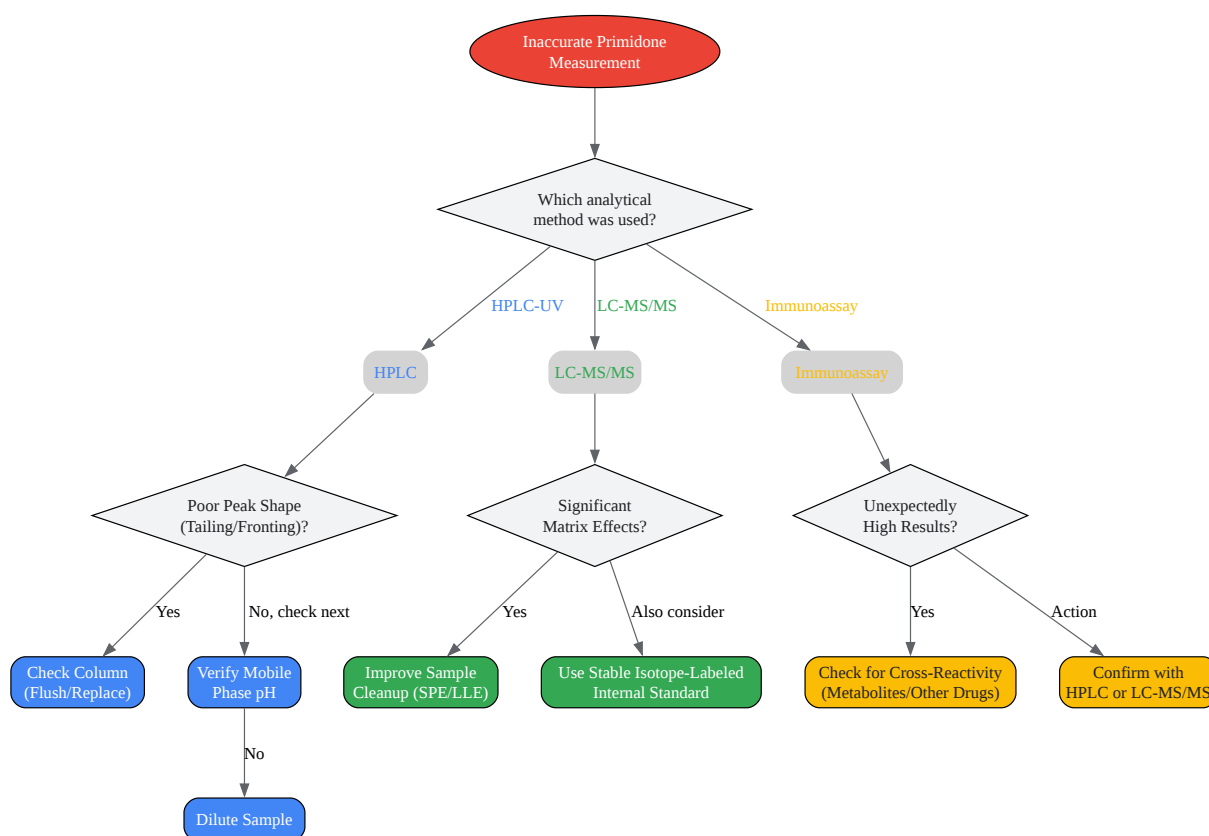 Inaccurate Primidone
Measurement
Which analytical
method was used?
HPLC-UV
LC-MS/MS
Immunoassay
HPLC
LC-MS/MS
Immunoassay
Poor Peak Shape
(Tailing/Fronting)?
Significant
Matrix Effects?
Unexpectedly
High Results?
Yes
No, check next
Yes
Also consider
Yes
Action
Check Column
(Flush/Replace)
Verify Mobile
Phase pH
Improve Sample
Cleanup (SPE/LLE)
Use Stable Isotope-Labeled
Internal Standard
Check for Cross-Reactivity
(Metabolites/Other Drugs)
Confirm with
HPLC or LC-MS/MS
No
Dilute Sample